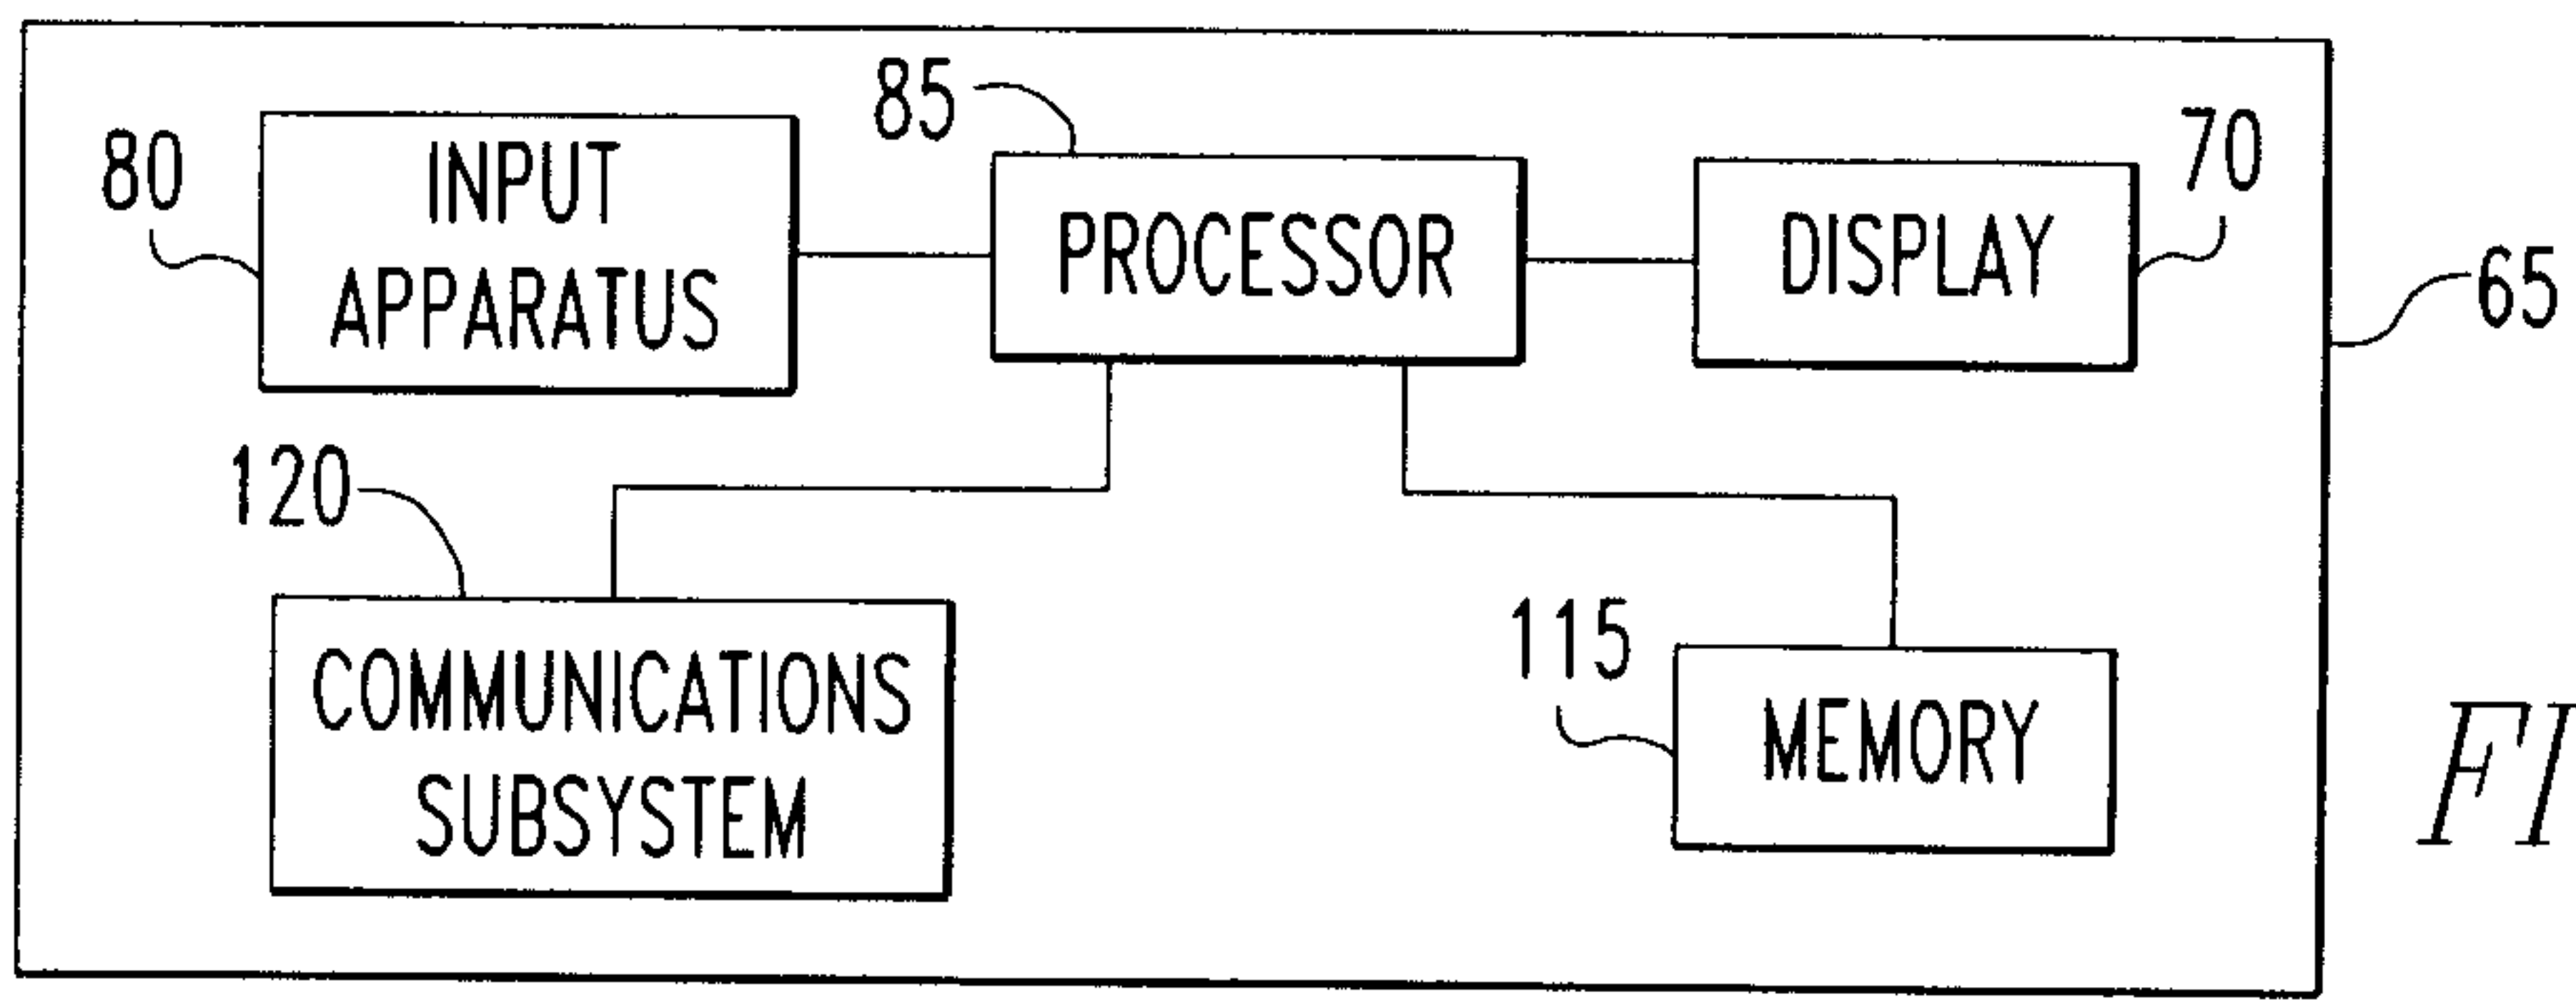 85
80
INPUT
APPARATUS
PROCESSOR
DISPLAY
70
65
120
COMMUNICATIONS
SUBSYSTEM
115
MEMORY
FI